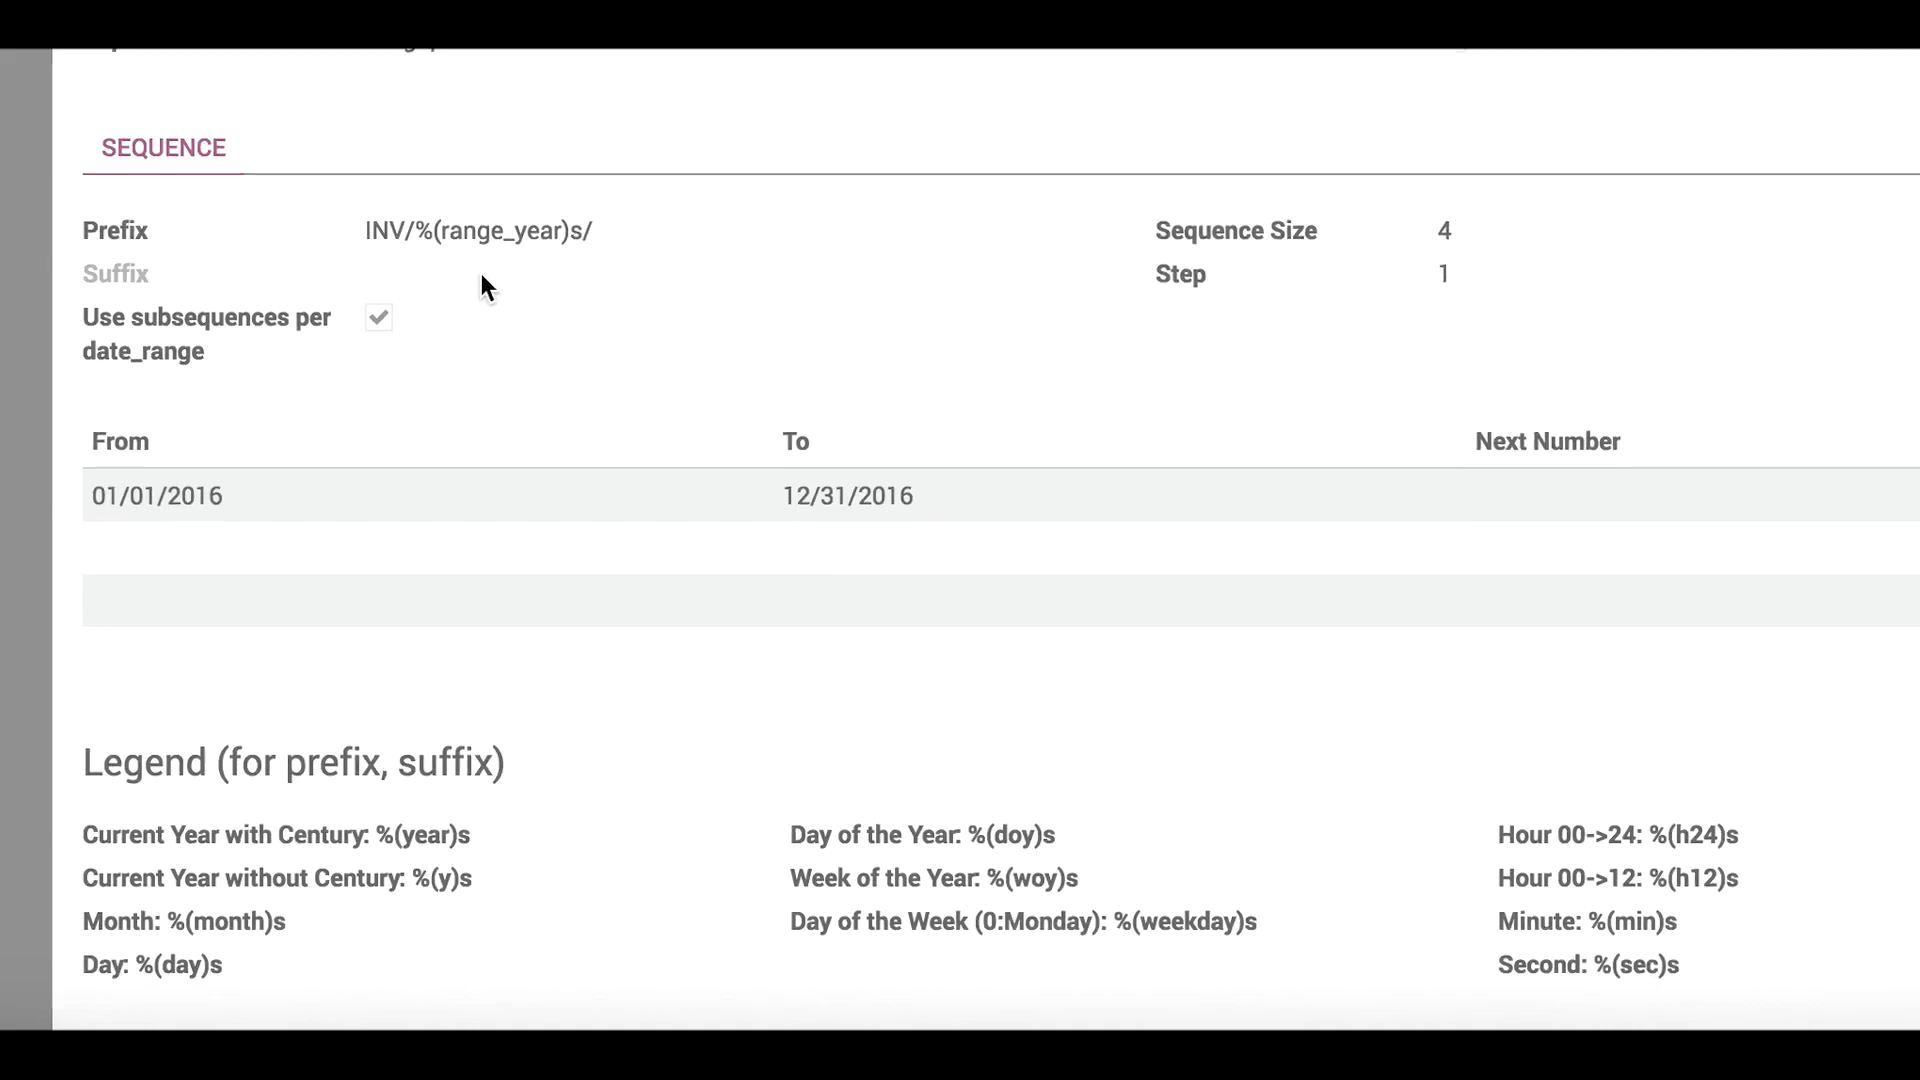 SEQUENCE
Prefix INV/%(range_year)s/ Sequence Size 4
Suffix Step 1
Use subsequences per
date_range
From To Next Number
01/01/2016 12/31/2016
Legend (for prefix, suffix)
Current Year with Century: %(year)s Day of the Year: %(doy)s Hour 00->24: %(h24)s
Current Year without Century: %(y)s Week of the Year: %(woy)s Hour 00->12: %(h12)s
Month: %(month)s Day of the Week (0:Monday): %(weekday)s Minute: %(min)s
Day: %(day)s Second: %(sec)s